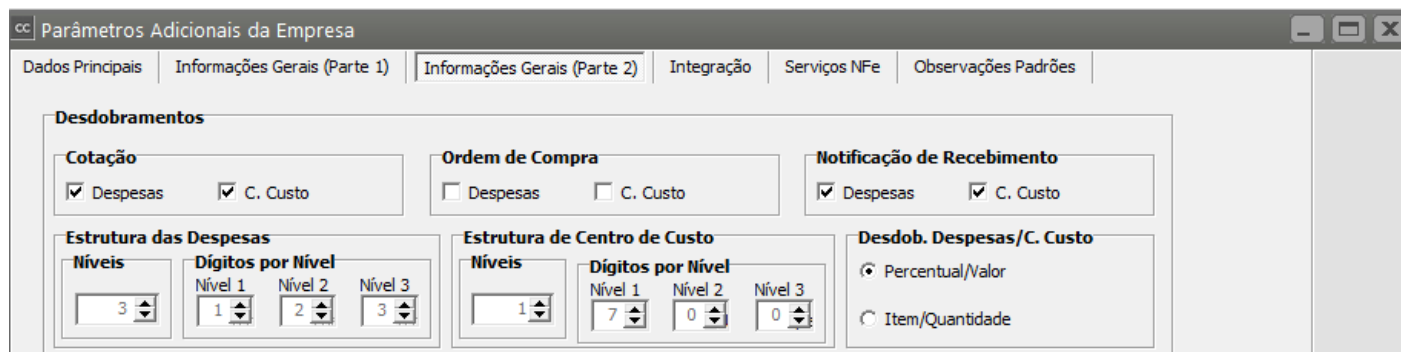 cc Parâmetros Adicionais da Empresa
Dados Principais Informações Gerais (Parte 1) Informações Gerais (Parte 2) Integração Serviços NFe Observações Padrões
Desdobramentos
Cotação Ordem de Compra Notificação de Recebimento
Despesas C. Custo Despesas C. Custo Despesas C. Custo
Estrutura das Despesas Estrutura de Centro de Custo Desdob. Despesas/C. Custo
Níveis Dígitos por Nível Níveis Dígitos por Nível
Nível 1 Nível 2 Nível 3 Nível 1 Nível 2 Nível 3 Percentual/Valor
3 1 2 3 1 7 0 0 Item/Quantidade